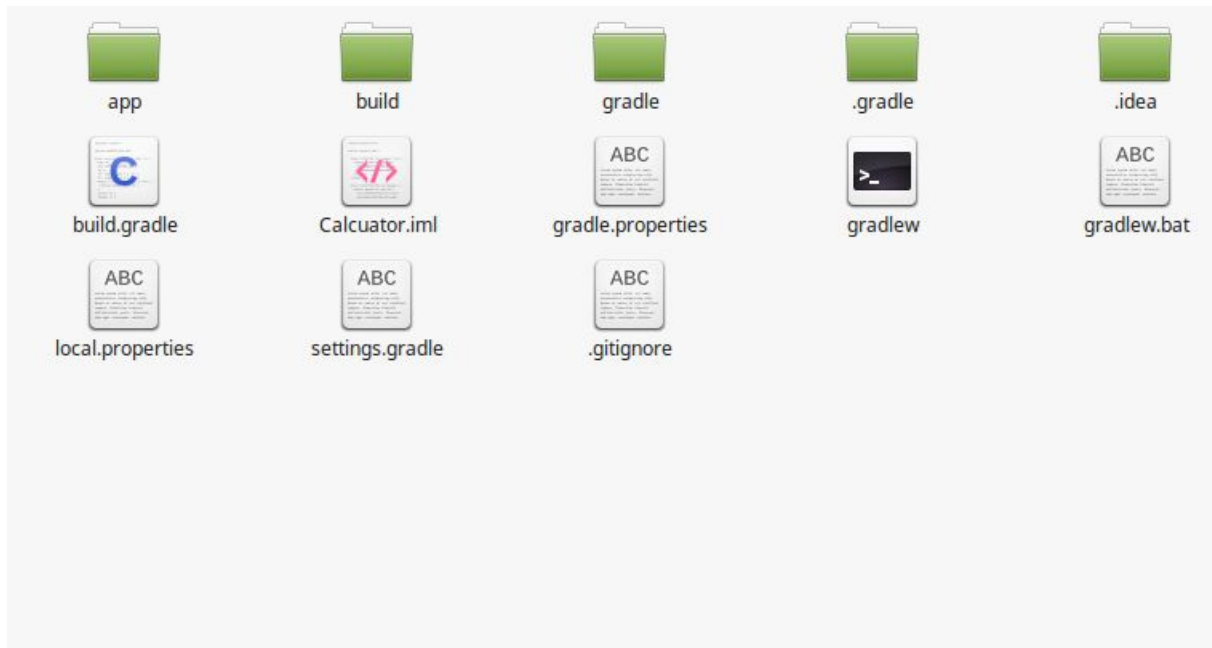 app
build
gradle
.gradle
.idea
C
</>
ABC
>_
ABC
build.gradle
Calcuator.iml
gradle.properties
gradlew
gradlew.bat
ABC
ABC
ABC
local.properties
settings.gradle
.gitignore